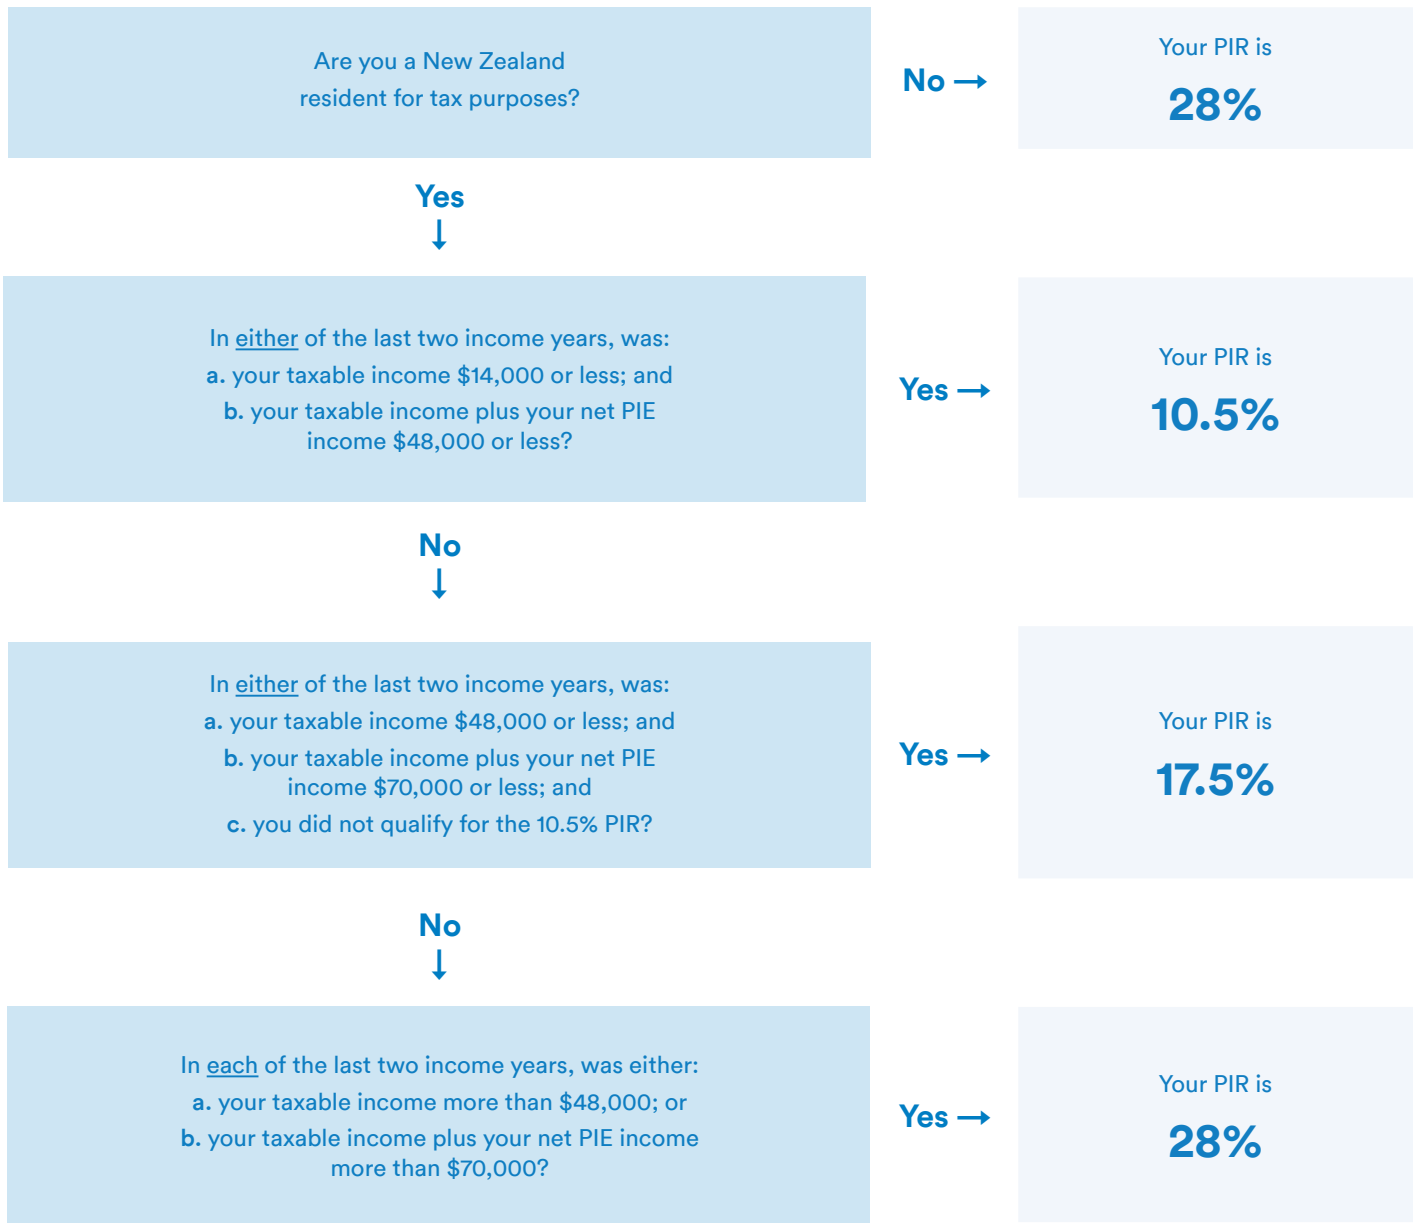 Are you a New Zealand
resident for tax purposes?
No →
Your PIR is
28%
Yes
↓
In either of the last two income years, was:
a. your taxable income $14,000 or less; and
b. your taxable income plus your net PIE
income $48,000 or less?
Yes →
Your PIR is
10.5%
No
↓
In either of the last two income years, was:
a. your taxable income $48,000 or less; and
b. your taxable income plus your net PIE
income $70,000 or less; and
c. you did not qualify for the 10.5% PIR?
Yes →
Your PIR is
17.5%
No
↓
In each of the last two income years, was either:
a. your taxable income more than $48,000; or
b. your taxable income plus your net PIE income
more than $70,000?
Yes →
Your PIR is
28%